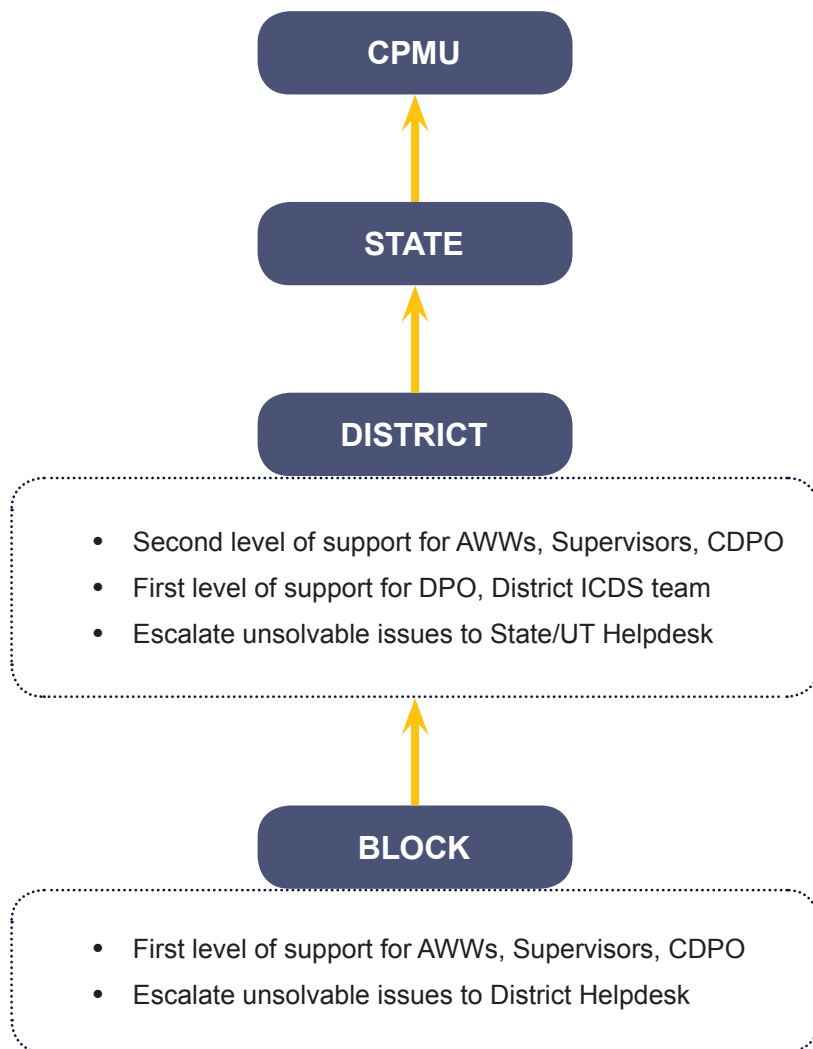 CPMU
STATE
DISTRICT
• Second level of support for AWWs, Supervisors, CDPO
• First level of support for DPO, District ICDS team
• Escalate unsolvable issues to State/UT Helpdesk
BLOCK
• First level of support for AWWs, Supervisors, CDPO
• Escalate unsolvable issues to District Helpdesk